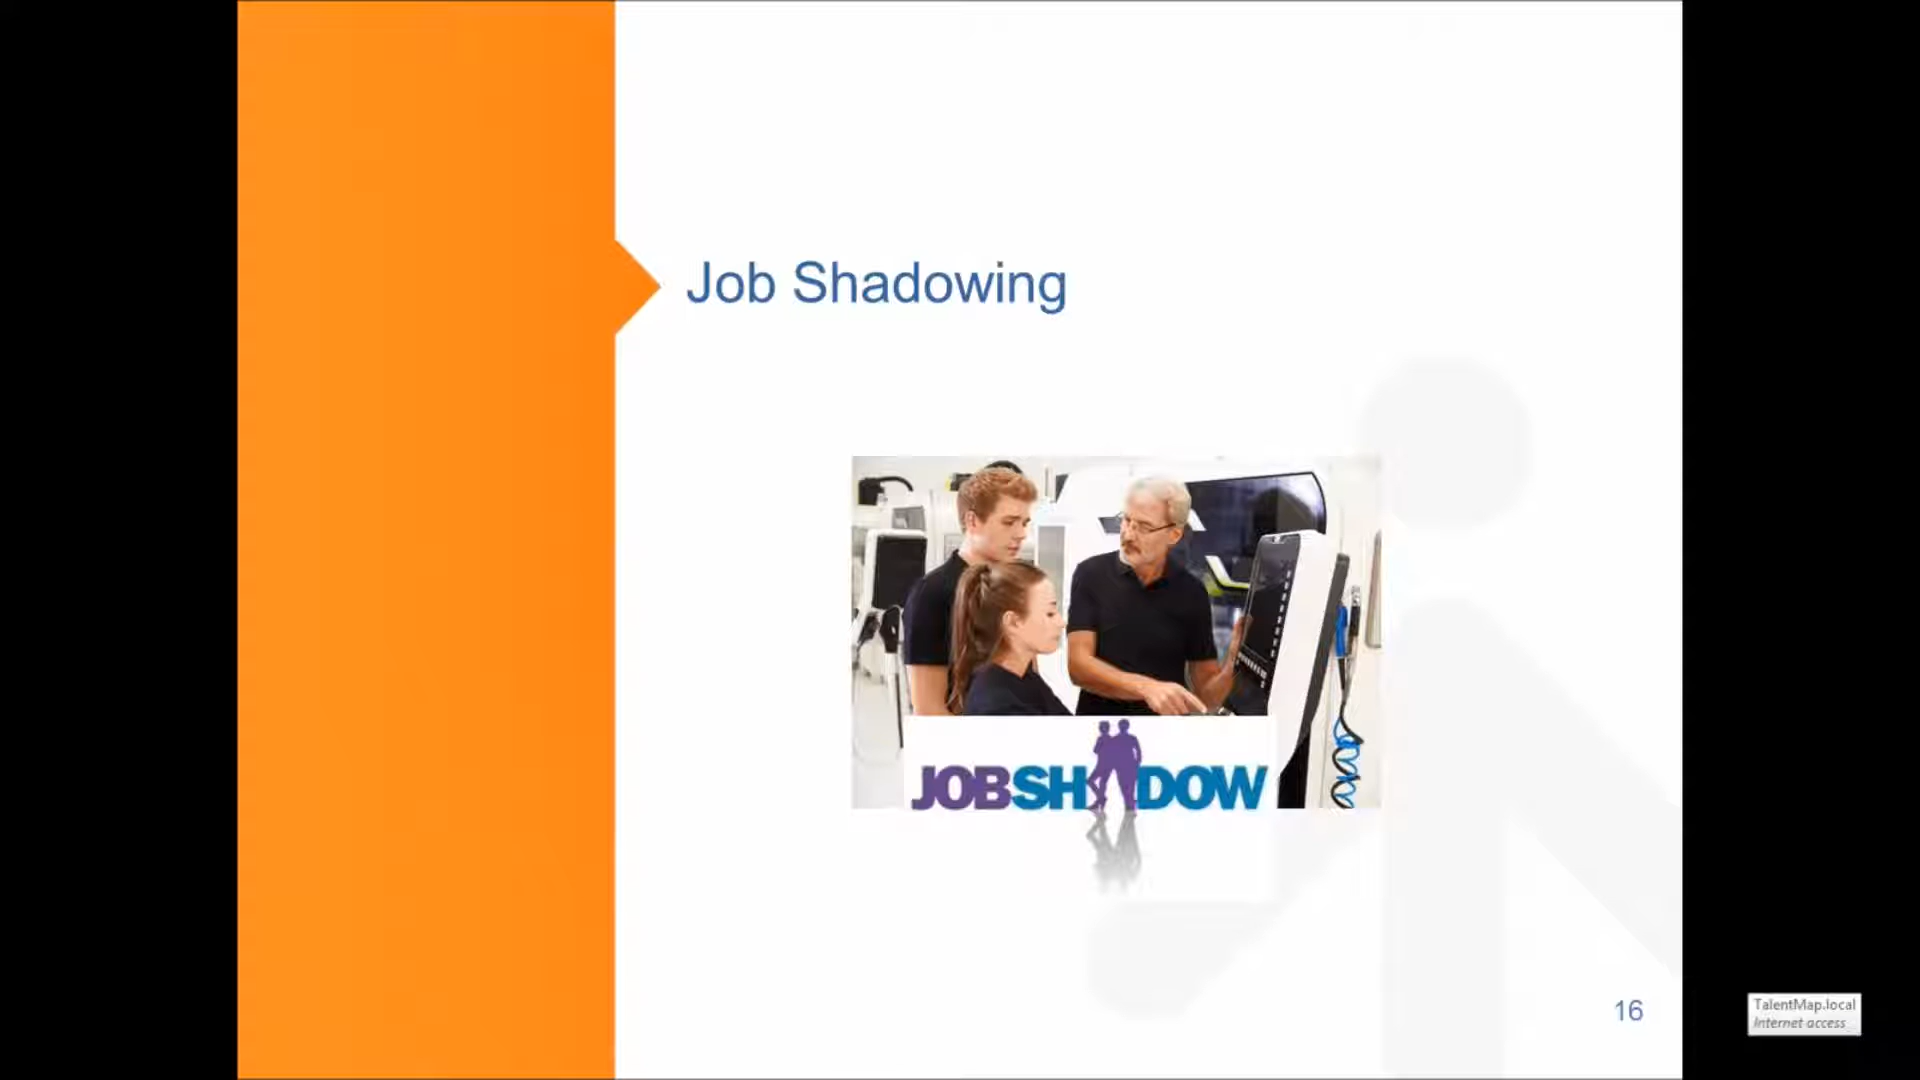 Job Shadowing
JOBSHADOW
16
TalentMap.local
Internet access